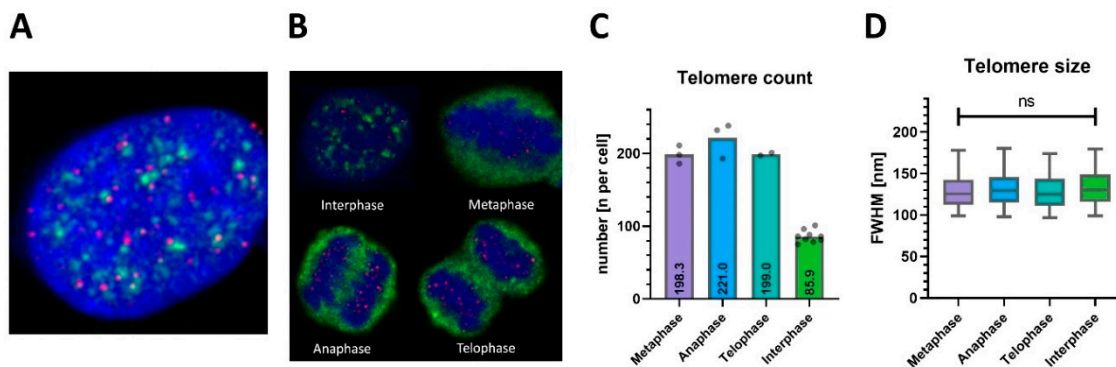 A
B
Interphase
Metaphase
Anaphase
Telophase
C
Telomere count
number [n per cell]
200
100
0
198.3
221.0
199.0
85.9
Metaphase
Anaphase
Telophase
Interphase
D
Telomere size
ns
FWHM [nm]
200
150
100
50
0
Metaphase
Anaphase
Telophase
Interphase